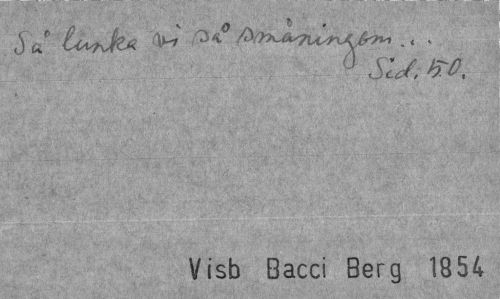 Så lunka vi så småningom...
Sid. 50.
Visb Bacci Berg 1854